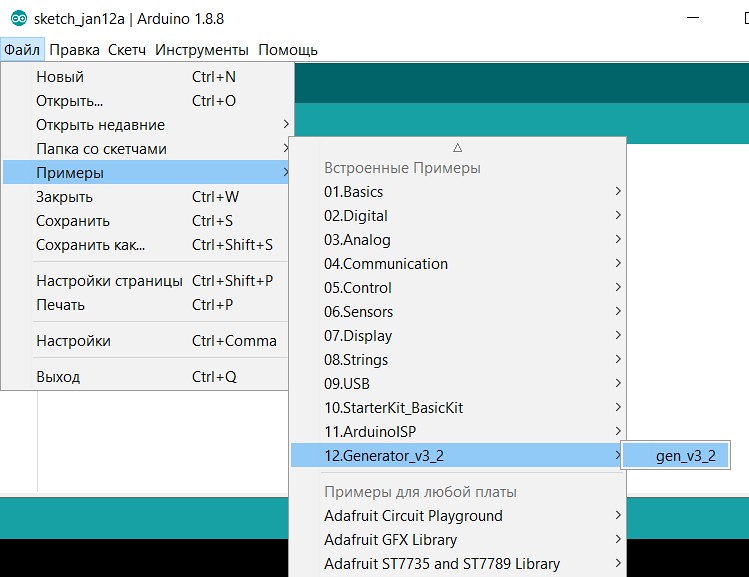 sketch_jan12a | Arduino 1.8.8
Файл Правка Скетч Инструменты Помощь
Новый Ctrl+N
Открыть... Ctrl+O
Открыть недавние
Папка со скетчами
Примеры
Закрыть Ctrl+W
Сохранить Ctrl+S
Сохранить как... Ctrl+Shift+S
Настройки страницы Ctrl+Shift+P
Печать Ctrl+P
Настройки Ctrl+Comma
Выход Ctrl+Q
Встроенные Примеры
01.Basics
02.Digital
03.Analog
04.Communication
05.Control
06.Sensors
07.Display
08.Strings
09.USB
10.StarterKit_BasicKit
11.ArduinoISP
12.Generator_v3_2
gen_v3_2
Примеры для любой платы
Adafruit Circuit Playground
Adafruit GFX Library
Adafruit ST7735 and ST7789 Library